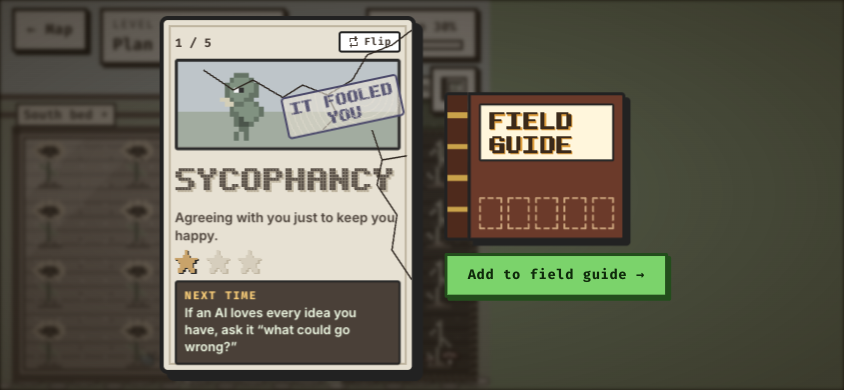 ← Map
LEVEL
Plan
30%
South bed
1 / 5
Flip
IT FOOLED
YOU
SYCOPHANCY
Agreeing with you just to keep you
happy.
NEXT TIME
If an AI loves every idea you
have, ask it “what could go
wrong?”
FIELD
GUIDE
Add to field guide →